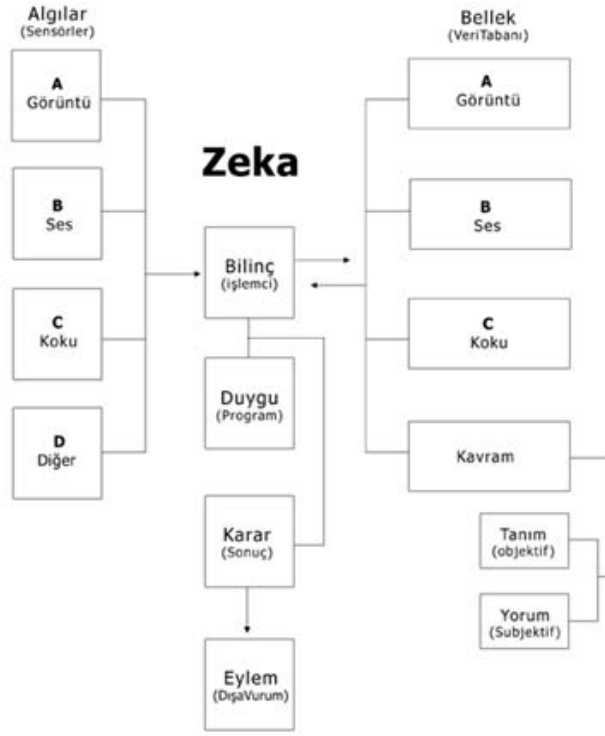 Algılar
(Sensörler)
A
Görüntü
B
Ses
C
Koku
D
Diğer
Zeka
Bilinç
(işlemci)
Duygu
(Program)
Karar
(Sonuç)
Eylem
(DışaVurum)
Bellek
(VeriTabanı)
A
Görüntü
B
Ses
C
Koku
Kavram
Tanım
(objektif)
Yorum
(Subjektif)